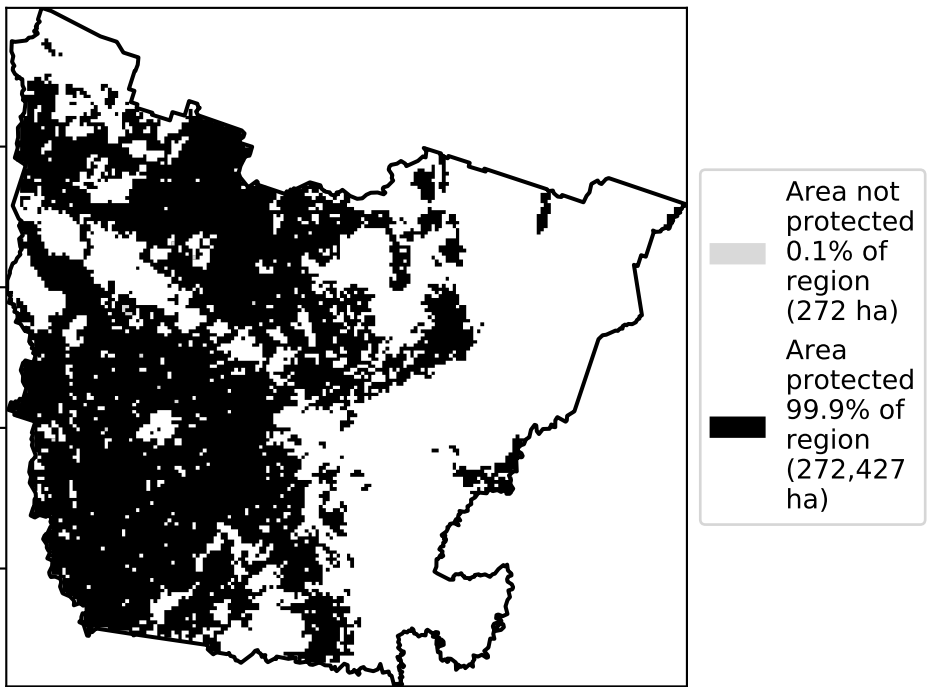 Area not
protected
0.1% of
region
(272 ha)
Area
protected
99.9% of
region
(272,427
ha)